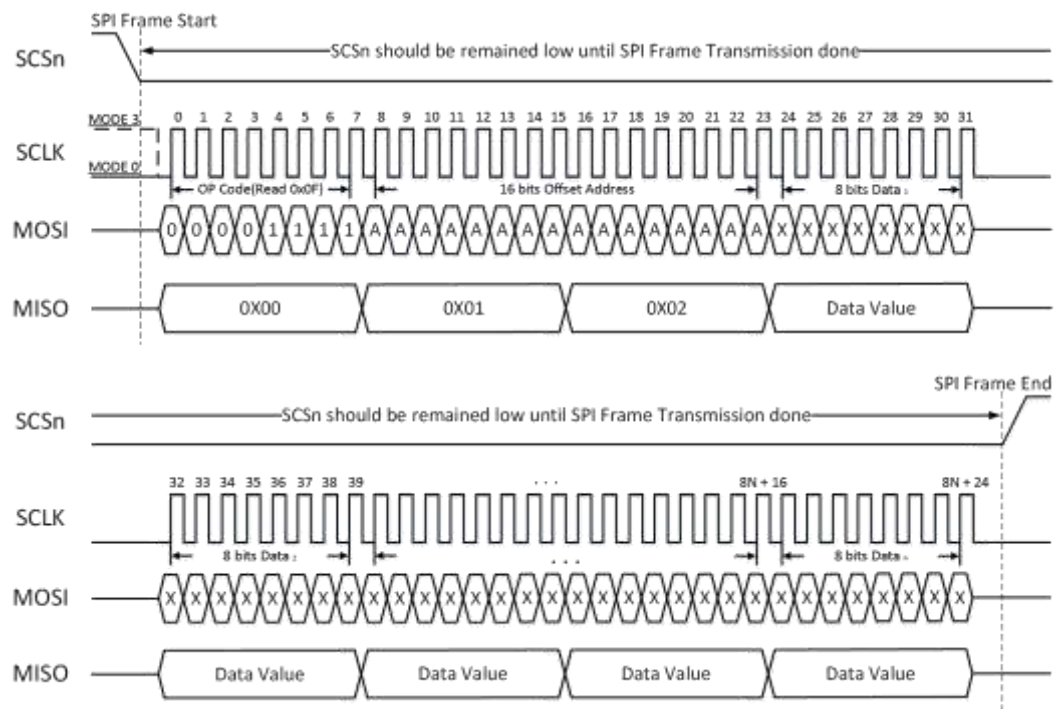 SPI Frame Start
SCSn
SCSn should be remained low until SPI Frame Transmission done
0 1 2 3 4 5 6 7 8 9 10 11 12 13 14 15 16 17 18 19 20 21 22 23 24 25 26 27 28 29 30 31
MODE 3
SCLK
MODE 0
OP Code(Read 0x0F) 16 bits Offset Address 8 bits Data 1
MOSI 0 0 0 0 1 1 1 1 A A A A A A A A A A A A A A A A X X X X X X X X
MISO 0X00 0X01 0X02 Data Value
SPI Frame End
SCSn
SCSn should be remained low until SPI Frame Transmission done
32 33 34 35 36 37 38 39 . . . 8N + 16 8N + 24
SCLK
8 bits Data 2 . . . 8 bits Data
MOSI X X X X X X X X X X X X X X X X X X X X X X X X X X X X X X X X
MISO Data Value Data Value Data Value Data Value